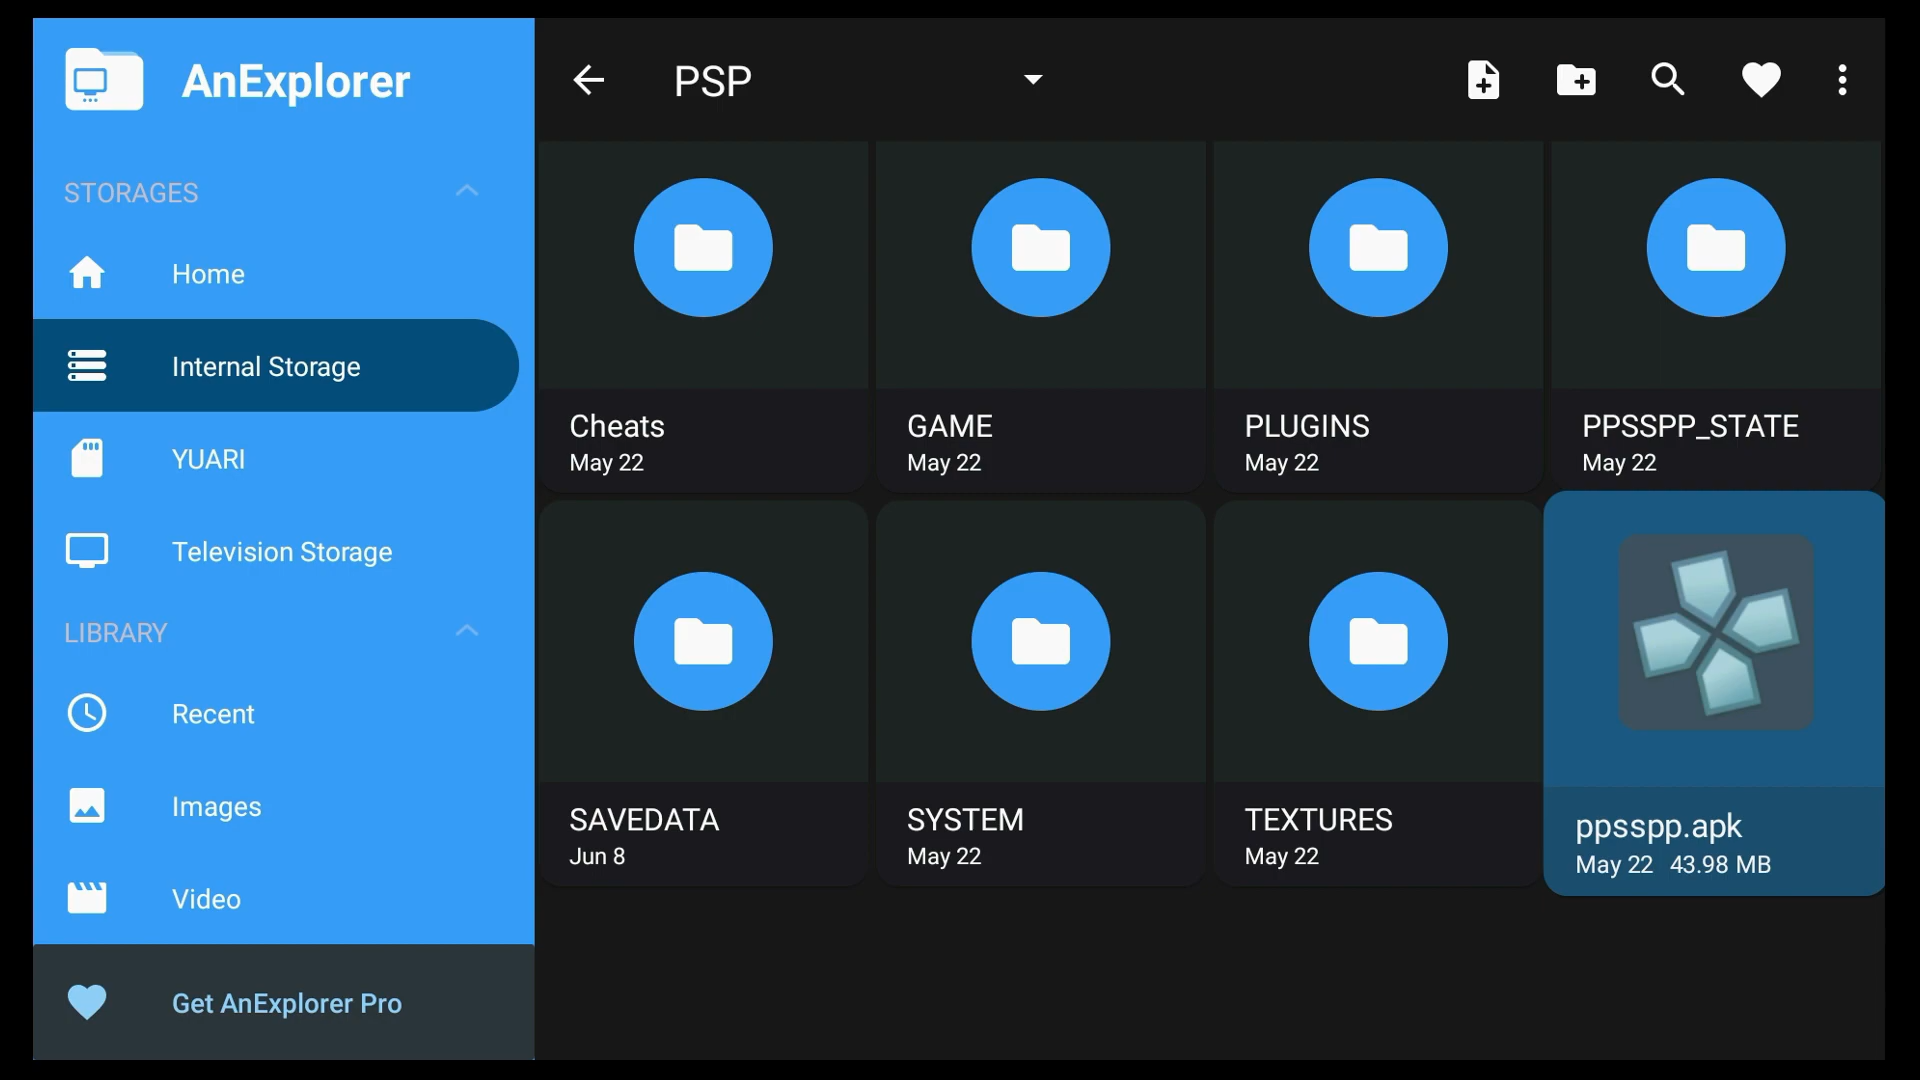 AnExplorer
STORAGES
Home
Internal Storage
YUARI
Television Storage
LIBRARY
Recent
Images
Video
Get AnExplorer Pro
PSP
Cheats
May 22
GAME
May 22
PLUGINS
May 22
PPSSPP_STATE
May 22
SAVEDATA
Jun 8
SYSTEM
May 22
TEXTURES
May 22
ppsspp.apk
May 22 43.98 MB